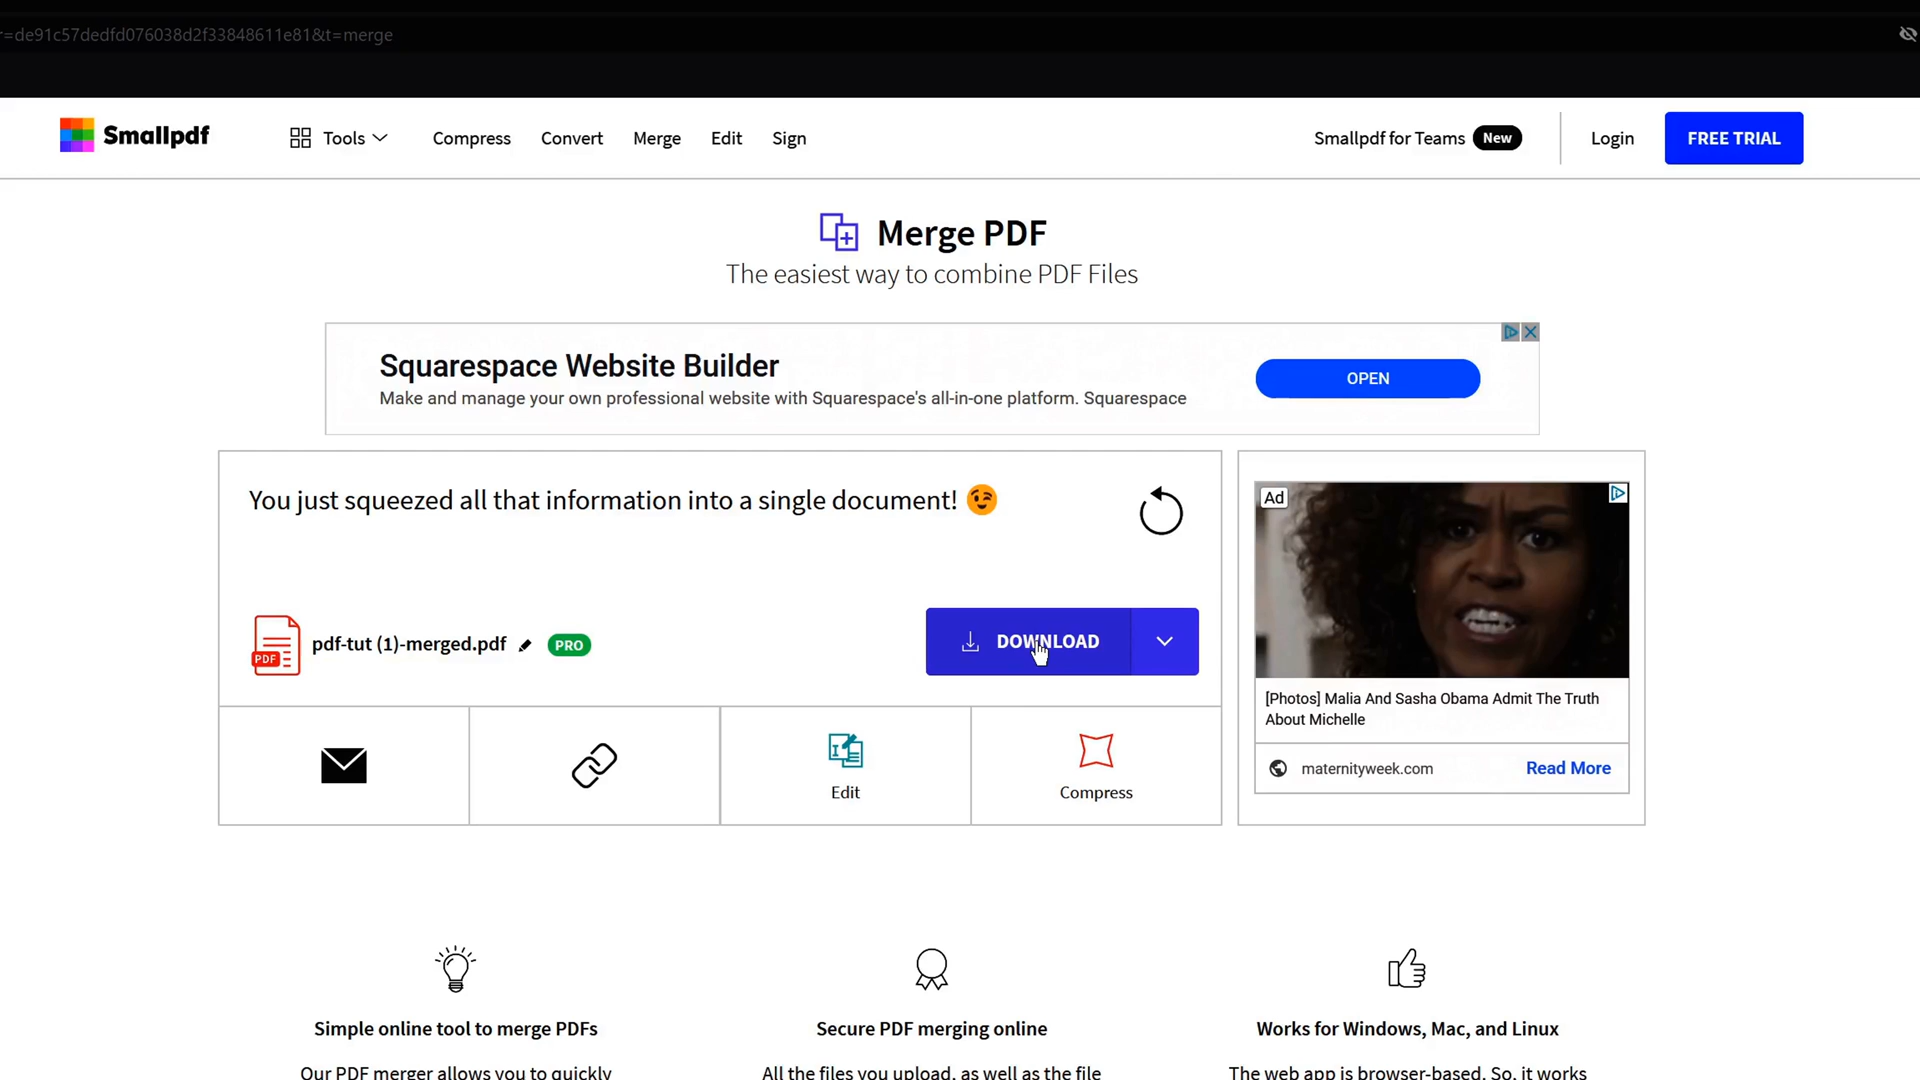 r=de91c57dedfd076038d2f33848611e81&t=merge
Smallpdf
Tools
Compress
Convert
Merge
Edit
Sign
Smallpdf for Teams
New
Login
FREE TRIAL
Merge PDF
The easiest way to combine PDF Files
Squarespace Website Builder
Make and manage your own professional website with Squarespace's all-in-one platform. Squarespace
OPEN
You just squeezed all that information into a single document!
PDF
pdf-tut (1)-merged.pdf
PRO
DOWNLOAD
Edit
Compress
Ad
[Photos] Malia And Sasha Obama Admit The Truth
About Michelle
maternityweek.com
Read More
Simple online tool to merge PDFs
Our PDF merger allows you to quickly
Secure PDF merging online
All the files you upload, as well as the file
Works for Windows, Mac, and Linux
The web app is browser-based. So, it works